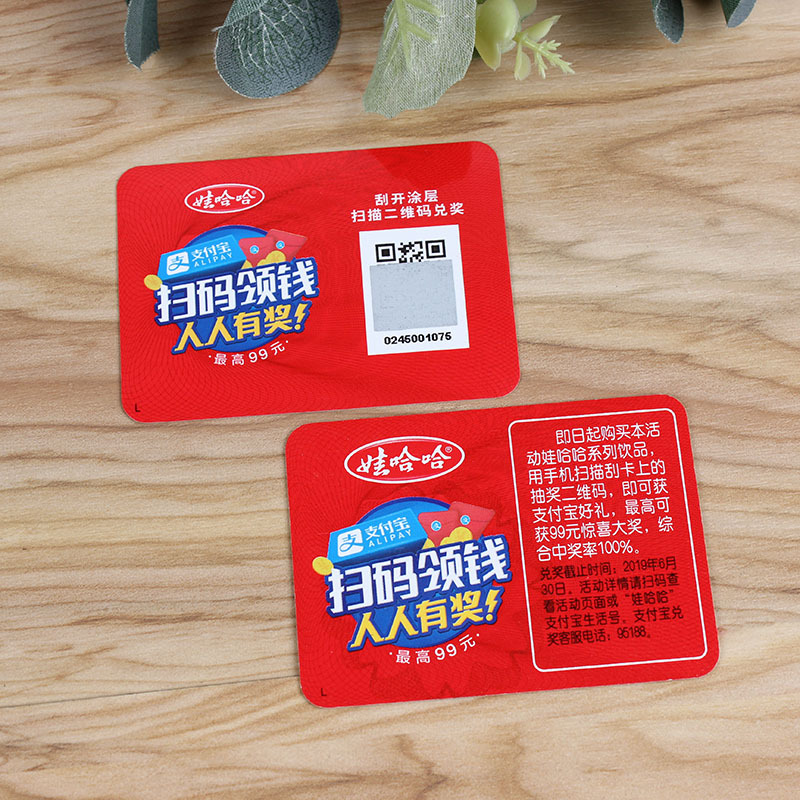 娃哈哈®
刮开涂层
扫描二维码兑奖
支付宝
ALIPAY
扫码领钱
人人有奖!
·最高99元·
0245001075
L
娃哈哈®
支付宝
ALIPAY
扫码领钱
人人有奖!
·最高99元·
L
即日起购买本活
动娃哈哈系列饮品，
用手机扫描刮卡上的
抽奖二维码，即可获
支付宝好礼，最高可
获99元惊喜大奖，综
合中奖率100%。
兑奖截止时间：2019年6月
30日。活动详情请扫码查
看活动页面或“娃哈哈”
支付宝生活号。支付宝兑
奖客服电话：95188。